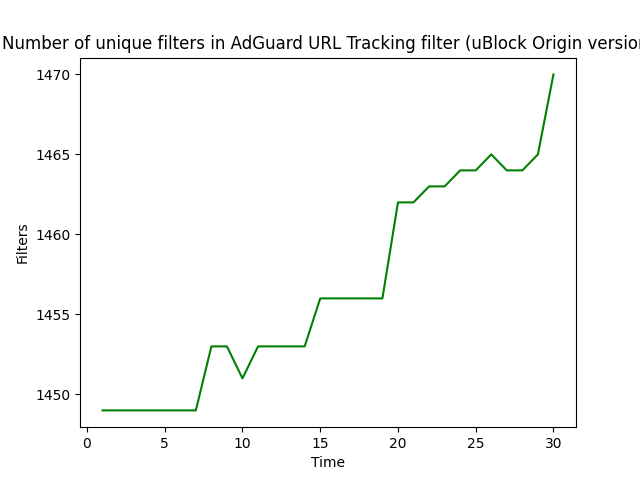 Number of unique filters in AdGuard URL Tracking filter (uBlock Origin version
1470
1465
1460
1455
1450
Filters
0 5 10 15 20 25 30
Time